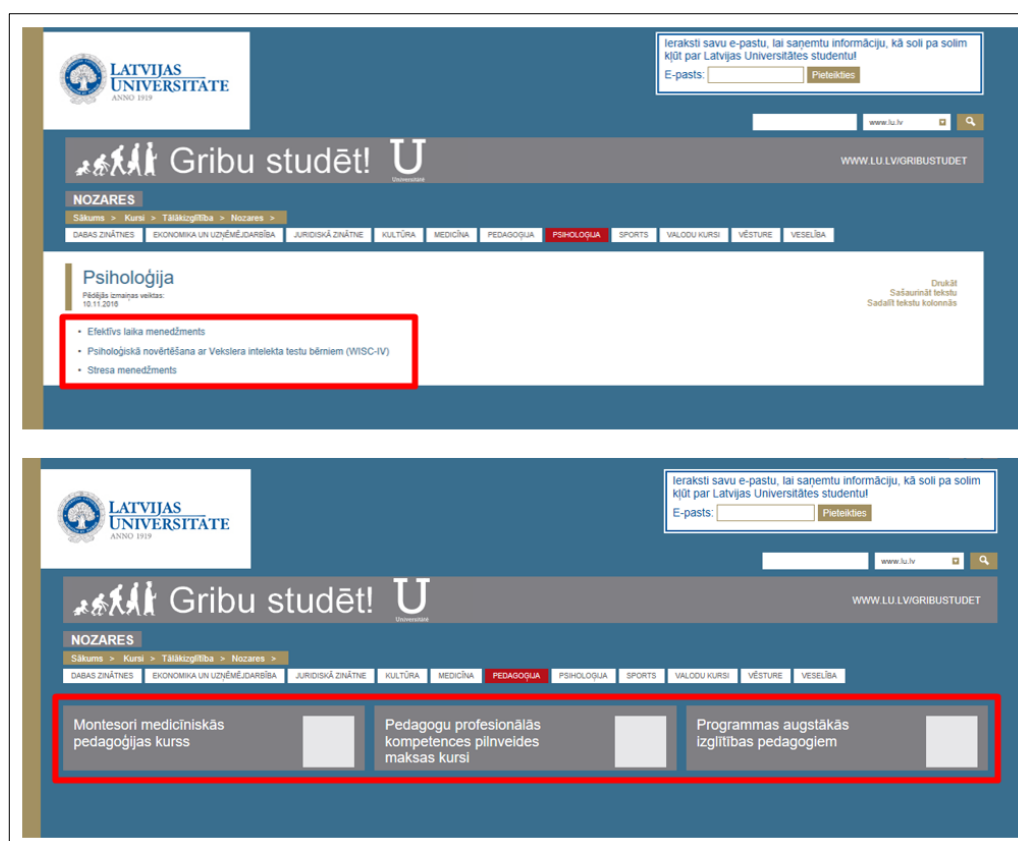 LATVIJAS
UNIVERSITATE
ANNO 1919
Ieraksti savu e-pastu, lai saņemtu informāciju, kā soli pa solim
kļūt par Latvijas Universitātes studentu!
E-pasts: Pieteikties
www.lu.lv
Gribu studēt! U
Universitātē
WWW.LU.LV/GRIBUSTUDET
NOZARES
Sākums > Kursi > Tālākizglītība > Nozares >
DABAS ZINĀTNES EKONOMIKA UN UZŅĒMĒJDARBĪBA JURIDISKĀ ZINĀTNE KULTŪRA MEDICĪNA PEDAGOĢIJA PSIHOLOĢIJA SPORTS VALODU KURSI VĒSTURE VESELĪBA
Psiholoģija
Pēdējās izmaiņas veiktas:
10.11.2016
Drukāt
Sašaurināt tekstu
Sadalīt tekstu kolonnās
• Efektīvs laika menedžments
• Psiholoģiskā novērtēšana ar Vekslera intelekta testu bērniem (WISC-IV)
• Stresa menedžments
LATVIJAS
UNIVERSITATE
ANNO 1919
Ieraksti savu e-pastu, lai saņemtu informāciju, kā soli pa solim
kļūt par Latvijas Universitātes studentu!
E-pasts: Pieteikties
www.lu.lv
Gribu studēt! U
Universitātē
WWW.LU.LV/GRIBUSTUDET
NOZARES
Sākums > Kursi > Tālākizglītība > Nozares >
DABAS ZINĀTNES EKONOMIKA UN UZŅĒMĒJDARBĪBA JURIDISKĀ ZINĀTNE KULTŪRA MEDICĪNA PEDAGOĢIJA PSIHOLOĢIJA SPORTS VALODU KURSI VĒSTURE VESELĪBA
Montesori medicīniskās
pedagoģijas kurss
Pedagogu profesionālās
kompetences pilnveides
maksas kursi
Programmas augstākās
izglītības pedagogiem